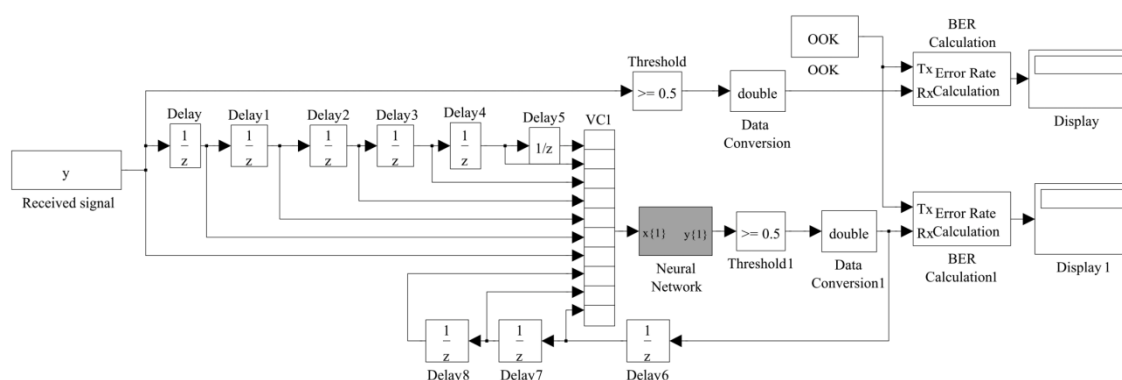 OOK
OOK
BER
Calculation
Tx
Rx
Error Rate
Calculation
Display
Threshold
>= 0.5
double
Data
Conversion
Delay
1
z
Delay1
1
z
Delay2
1
z
Delay3
1
z
Delay4
1
z
Delay5
1/z
VC1
y
Received signal
x{1}
y{1}
Neural
Network
>= 0.5
Threshold1
double
Data
Conversion1
Tx
Rx
Error Rate
Calculation
BER
Calculation1
Display 1
1
z
Delay8
1
z
Delay7
1
z
Delay6